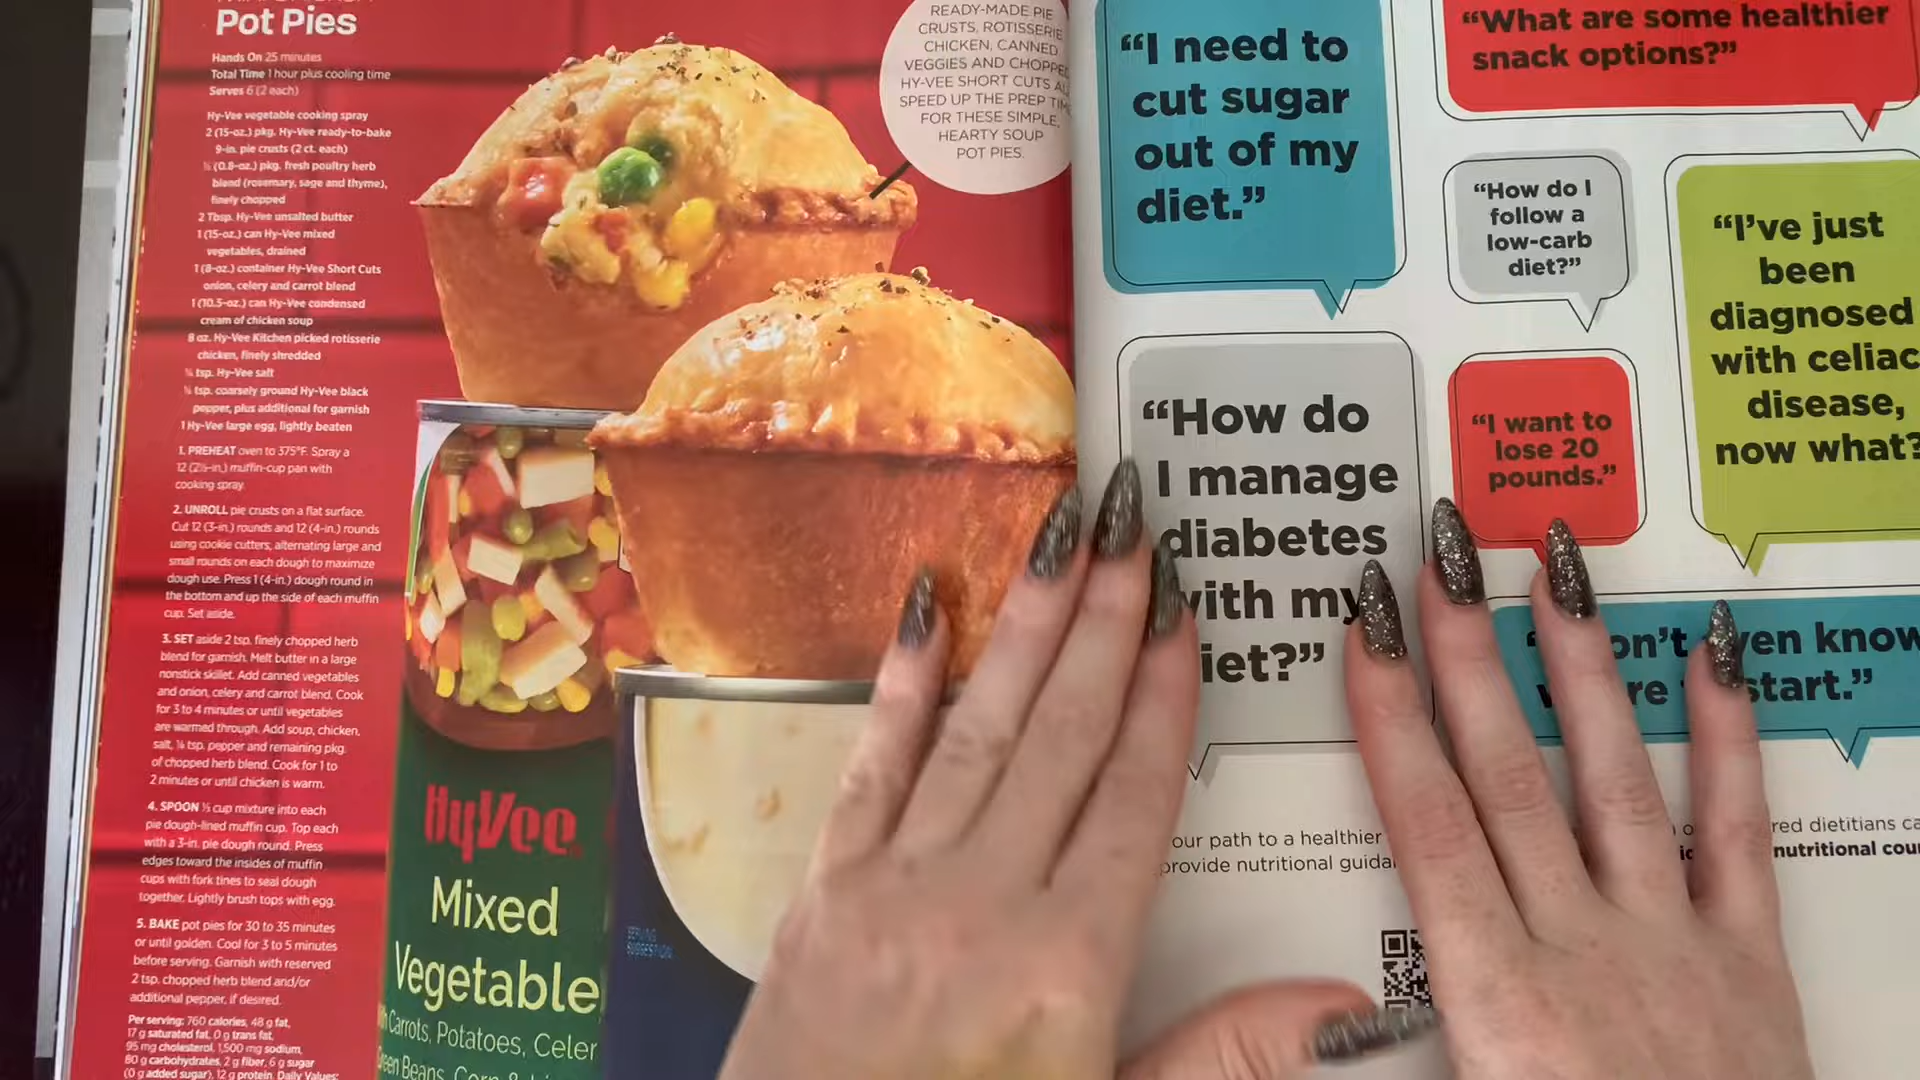 Pot Pies
Hands On 25 minutes
Total Time 1 hour plus cooling time
Serves 6 (2 each)
Hy-Vee vegetable cooking spray
2 (15-oz.) pkg. Hy-Vee ready-to-bake
9-in. pie crusts (2 ct. each)
½ (0.8-oz.) pkg. fresh poultry herb
blend (rosemary, sage and thyme),
finely chopped
2 Tbsp. Hy-Vee unsalted butter
1 (15-oz.) can Hy-Vee mixed
vegetables, drained
1 (8-oz.) container Hy-Vee Short Cuts
onion, celery and carrot blend
1 (10.5-oz.) can Hy-Vee condensed
cream of chicken soup
8 oz. Hy-Vee Kitchen picked rotisserie
chicken, finely shredded
tsp. Hy-Vee salt
tsp. coarsely ground Hy-Vee black
pepper, plus additional for garnish
1 Hy-Vee large egg, lightly beaten
1. PREHEAT oven to 375°F. Spray a
12 (2½-in.) muffin-cup pan with
cooking spray.
2. UNROLL pie crusts on a flat surface.
Cut 12 (3-in.) rounds and 12 (4-in.) rounds
using cookie cutters, alternating large and
small rounds on each dough to maximize
dough use. Press 1 (4-in.) dough round in
the bottom and up the side of each muffin
cup. Set aside.
3. SET aside 2 tsp. finely chopped herb
blend for garnish. Melt butter in a large
nonstick skillet. Add canned vegetables
and onion, celery and carrot blend. Cook
for 3 to 4 minutes or until vegetables
are warmed through. Add soup, chicken,
salt, ¼ tsp. pepper and remaining pkg.
of chopped herb blend. Cook for 1 to
2 minutes or until chicken is warm.
4. SPOON ⅓ cup mixture into each
pie dough-lined muffin cup. Top each
with a 3-in. pie dough round. Press
edges toward the insides of muffin
cups with fork tines to seal dough
together. Lightly brush tops with egg.
5. BAKE pot pies for 30 to 35 minutes
or until golden. Cool for 3 to 5 minutes
before serving. Garnish with reserved
2 tsp. chopped herb blend and/or
additional pepper, if desired.
Per serving: 760 calories, 48 g fat,
17 g saturated fat, 0 g trans fat,
95 mg cholesterol, 1,500 mg sodium,
80 g carbohydrates, 2 g fiber, 6 g sugar
(0 g added sugar), 12 g protein. Daily Values:
READY-MADE PIE
CRUSTS, ROTISSERIE
CHICKEN, CANNED
VEGGIES AND CHOPPED
HY-VEE SHORT CUTS
SPEED UP THE PREP
FOR THESE SIMPLE,
HEARTY SOUP
POT PIES.
HyVee
Mixed
Vegetable
Carrots, Potatoes, Celer
Green Beans, Corn
SERVING
SUGGESTION
“I need to
cut sugar
out of my
diet.”
“What are some healthier
snack options?”
“How do I
follow a
low-carb
diet?”
“I’ve just
been
diagnosed
with celiac
disease,
now what?
“How do
I manage
diabetes
with my
iet?”
“I want to
lose 20
pounds.”
on’t even know
re start.”
our path to a healthier
provide nutritional guida
red dietitians ca
nutritional cou